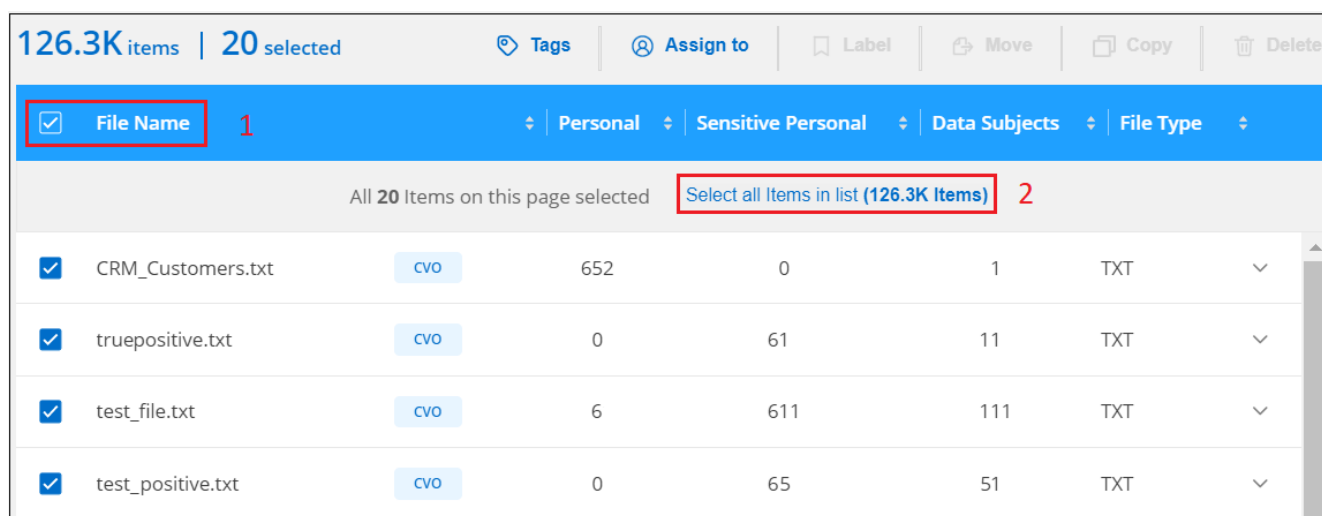 126.3K items | 20 selected Tags Assign to Label Move Copy Delete
File Name 1 Personal Sensitive Personal Data Subjects File Type
All 20 Items on this page selected Select all Items in list (126.3K Items) 2
CRM_Customers.txt CVO 652 0 1 TXT
truepositive.txt CVO 0 61 11 TXT
test_file.txt CVO 6 611 111 TXT
test_positive.txt CVO 0 65 51 TXT